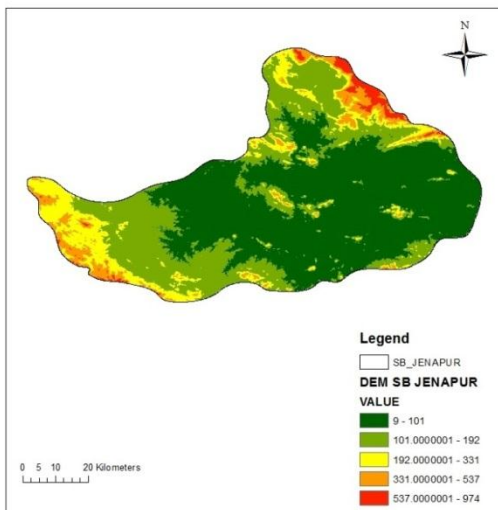 N
Legend
SB_JENAPUR
DEM SB JENAPUR
VALUE
9 - 101
101.0000001 - 192
192.0000001 - 331
331.0000001 - 537
537.0000001 - 974
0 5 10 20 Kilometers